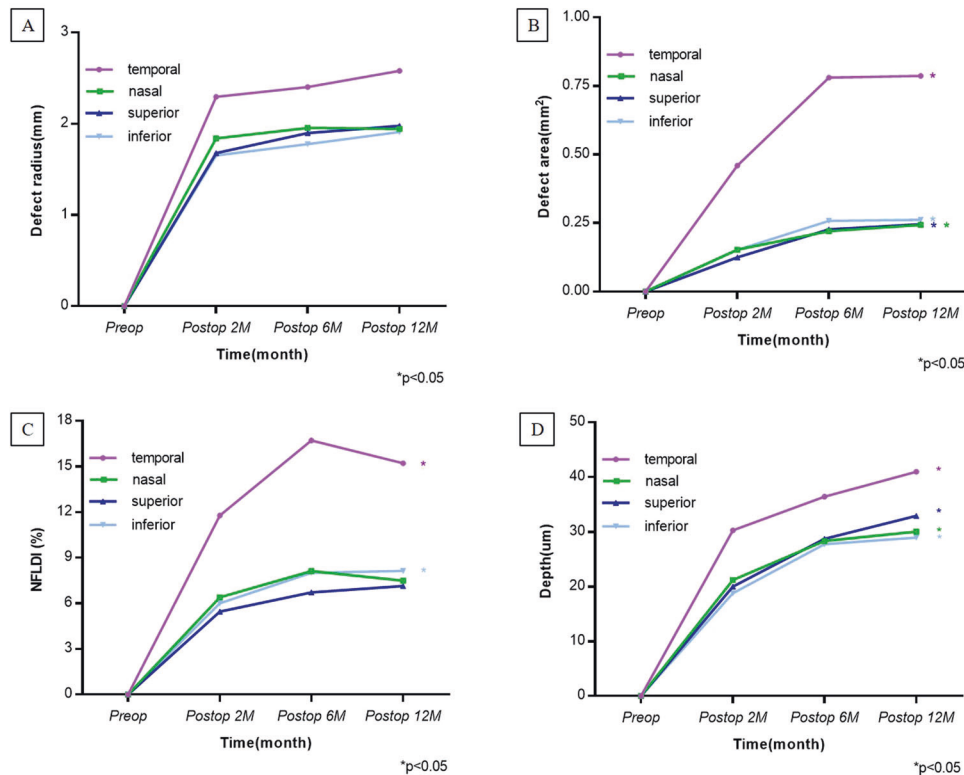 A
3
2
1
0
Defect radius(mm)
temporal
nasal
superior
inferior
Preop Postop 2M Postop 6M Postop 12M
Time(month)
*p<0.05
B
1.00
0.75
0.50
0.25
0.00
Defect area(mm²)
temporal
nasal
superior
inferior
*
*
* *
Preop Postop 2M Postop 6M Postop 12M
Time(month)
*p<0.05
C
18
15
12
9
6
3
0
NFLDI (%)
temporal
nasal
superior
inferior
*
*
Preop Postop 2M Postop 6M Postop 12M
Time(month)
*p<0.05
D
50
40
30
20
10
0
Depth(um)
temporal
nasal
superior
inferior
*
*
*
*
Preop Postop 2M Postop 6M Postop 12M
Time(month)
*p<0.05